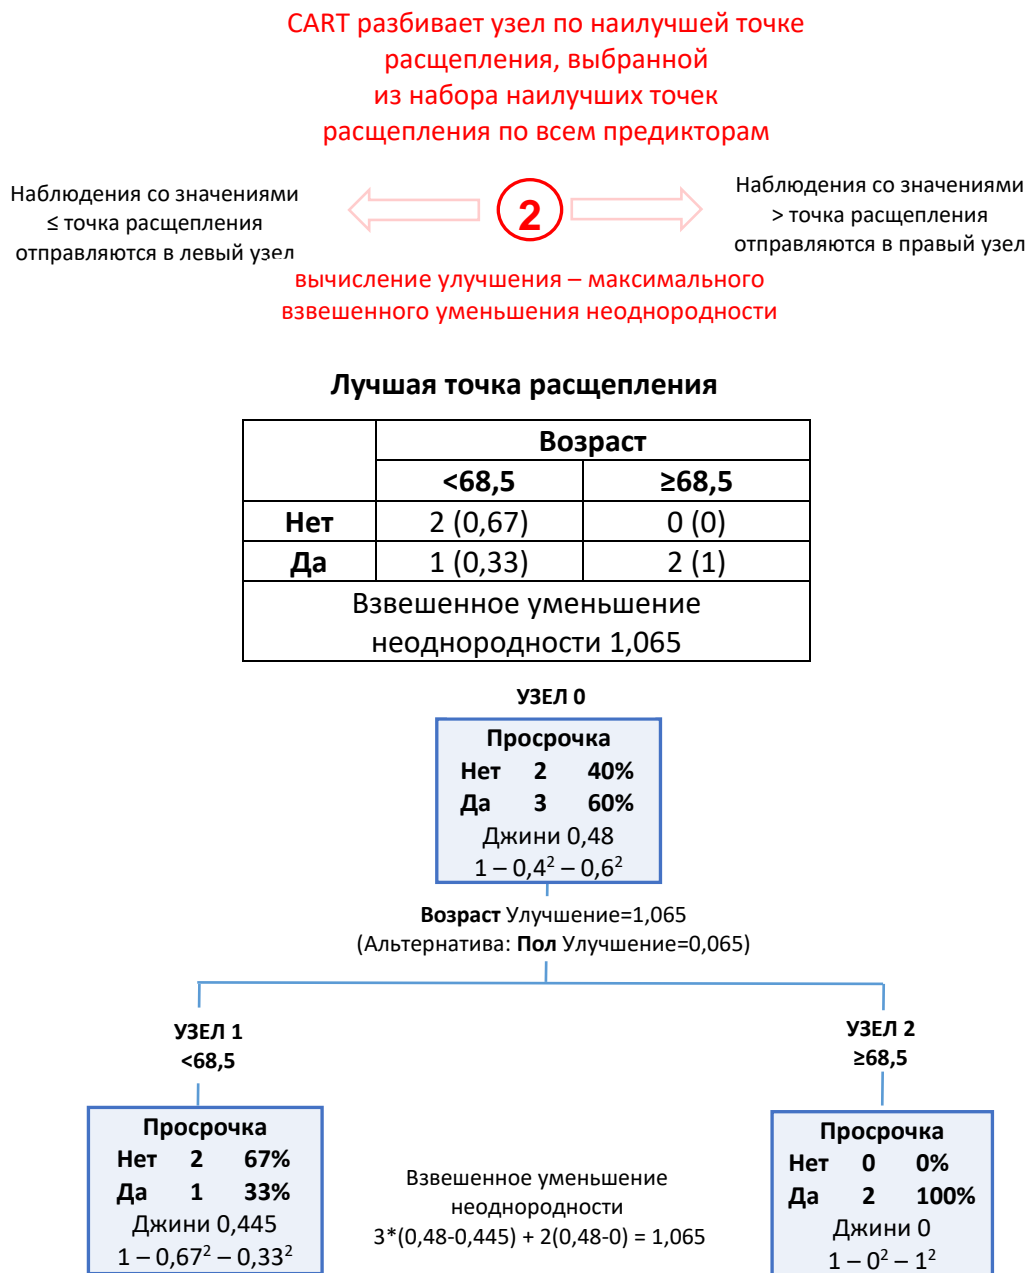 CART разбивает узел по наилучшей точке
расщепления, выбранной
из набора наилучших точек
расщепления по всем предикторам
Наблюдения со значениями
≤ точка расщепления
отправляются в левый узел
2
Наблюдения со значениями
> точка расщепления
отправляются в правый узел
вычисление улучшения – максимального
взвешенного уменьшения неоднородности
Лучшая точка расщепления
Возраст
<68,5 ≥68,5
Нет 2 (0,67) 0 (0)
Да 1 (0,33) 2 (1)
Взвешенное уменьшение
неоднородности 1,065
УЗЕЛ 0
Просрочка
Нет 2 40%
Да 3 60%
Джини 0,48
1 – 0,4² – 0,6²
Возраст Улучшение=1,065
(Альтернатива: Пол Улучшение=0,065)
УЗЕЛ 1
<68,5
Просрочка
Нет 2 67%
Да 1 33%
Джини 0,445
1 – 0,67² – 0,33²
Взвешенное уменьшение
неоднородности
3*(0,48-0,445) + 2(0,48-0) = 1,065
УЗЕЛ 2
≥68,5
Просрочка
Нет 0 0%
Да 2 100%
Джини 0
1 – 0² – 1²